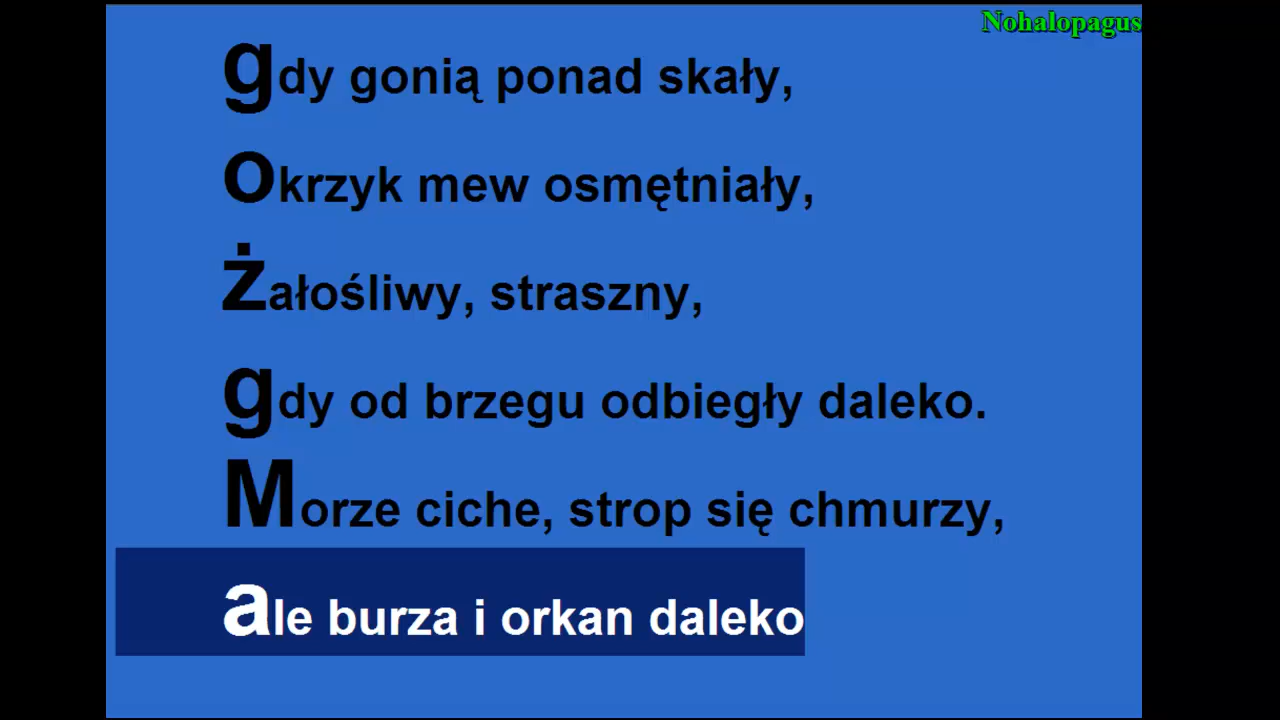 Nohalopagus
gdy gonią ponad skały,
okrzyk mew osmętniały,
żałośliwy, straszny,
gdy od brzegu odbiegły daleko.
Morze ciche, strop się chmurzy,
ale burza i orkan daleko